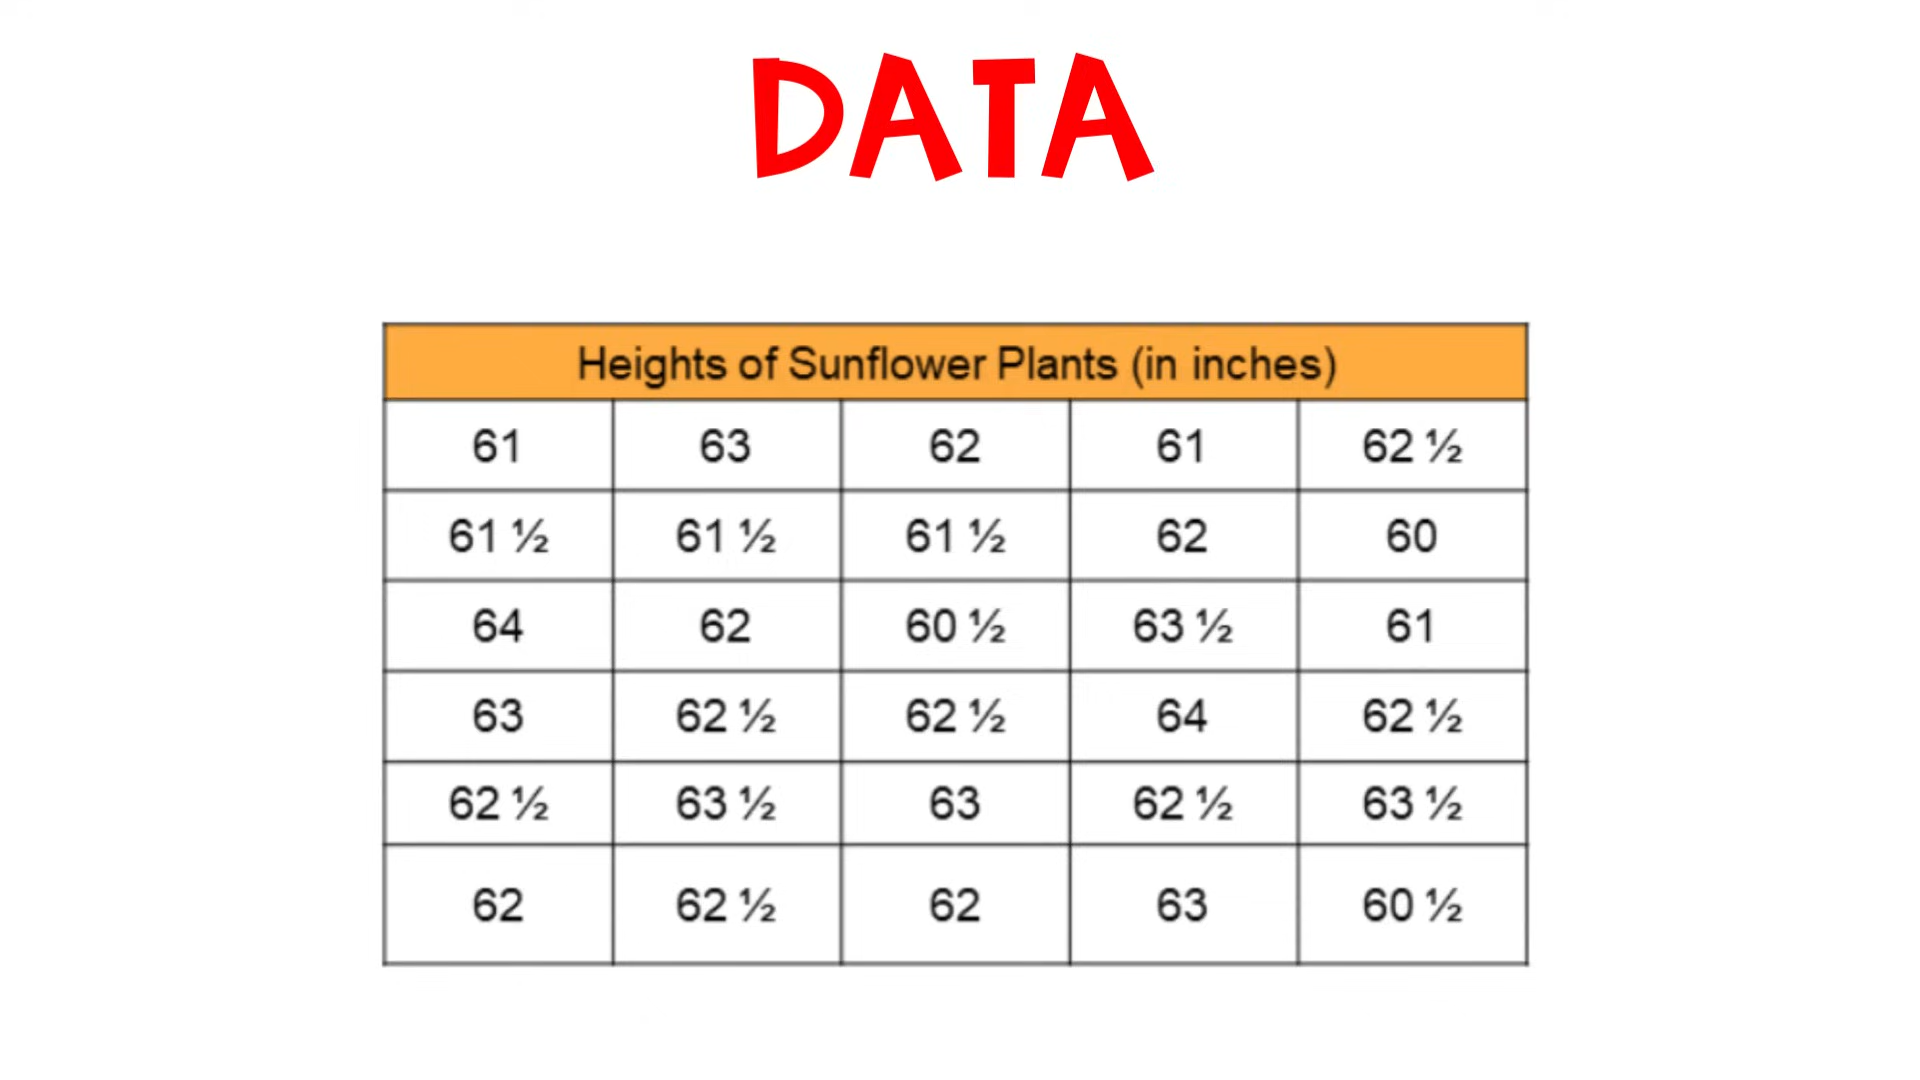 DATA
Heights of Sunflower Plants (in inches)
61 63 62 61 62 ½
61 ½ 61 ½ 61 ½ 62 60
64 62 60 ½ 63 ½ 61
63 62 ½ 62 ½ 64 62 ½
62 ½ 63 ½ 63 62 ½ 63 ½
62 62 ½ 62 63 60 ½